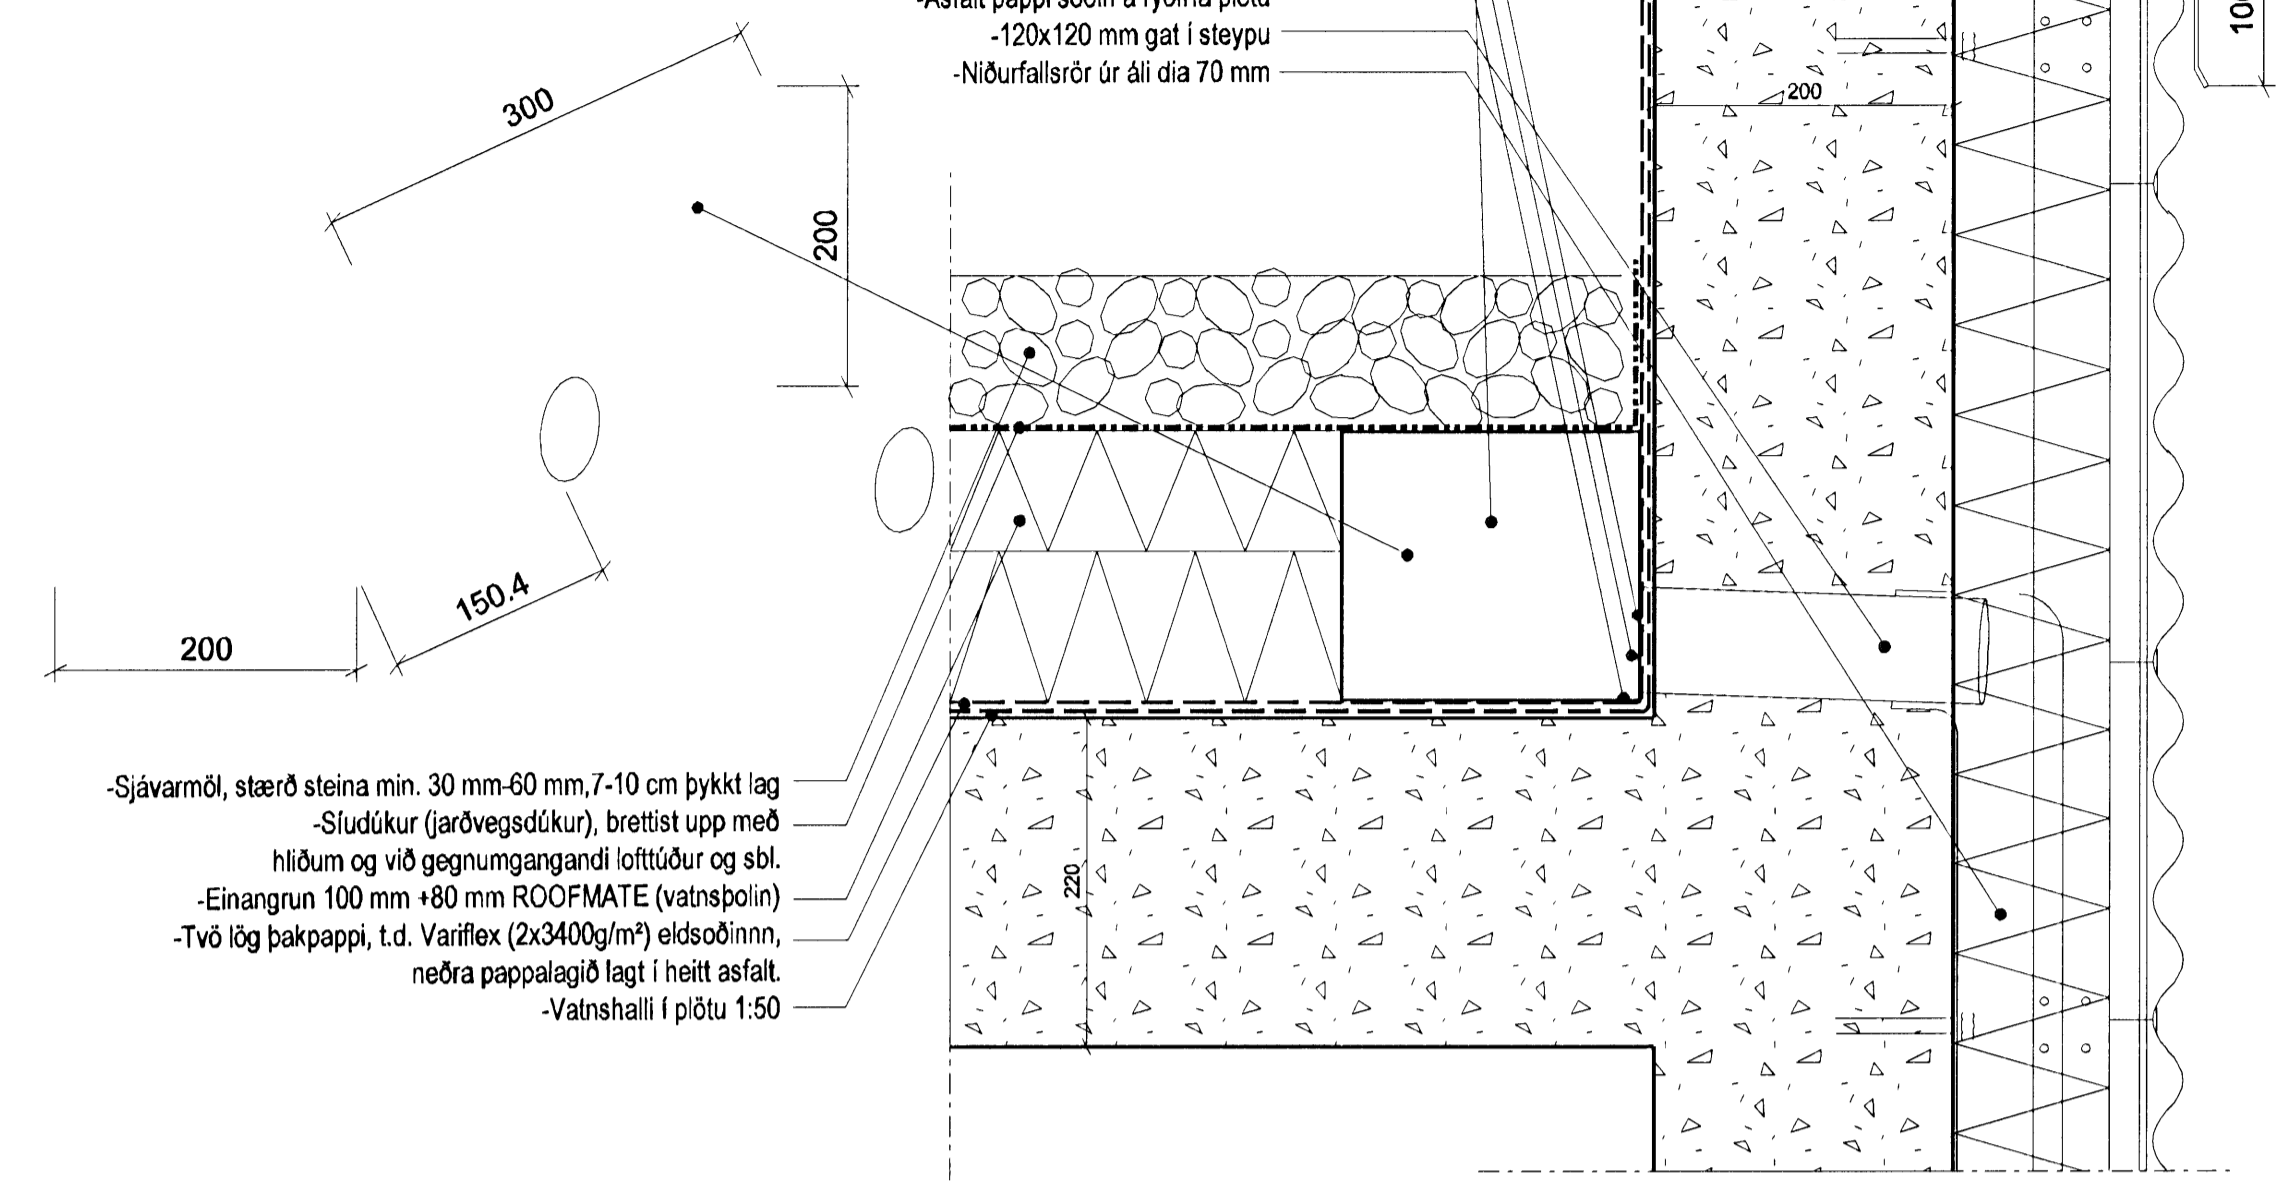 -120x120 mm gat í steypu
-Niðurfallsrör úr áli dia 70 mm
300
200
200
10
150.4
200
-Sjávarmöl, stærð steina min. 30 mm-60 mm,7-10 cm þykkt lag
-Síudúkur (jarðvegsdúkur), brettist upp með
hliðum og við gegnumgangandi lofttúður og sbl.
-Einangrun 100 mm +80 mm ROOFMATE (vatnsþolin)
-Tvö lög þakpappi, t.d. Variflex (2x3400g/m²) eldsoðinnn,
neðra pappalagið lagt í heitt asfalt.
-Vatnshalli í plötu 1:50
220